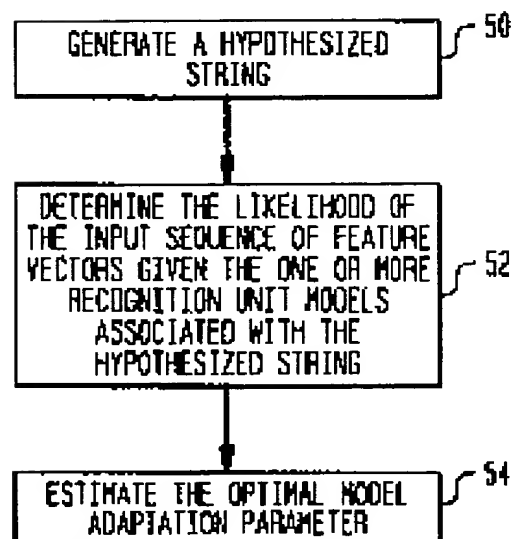 GENERATE A HYPOTHESIZED
STRING
50
DETERMINE THE LIKELIHOOD OF
THE INPUT SEQUENCE OF FEATURE
VECTORS GIVEN THE ONE OR MORE
RECOGNITION UNIT MODELS
ASSOCIATED WITH THE
HYPOTHESIZED STRING
52
ESTIMATE THE OPTIMAL MODEL
ADAPTATION PARAMETER
54